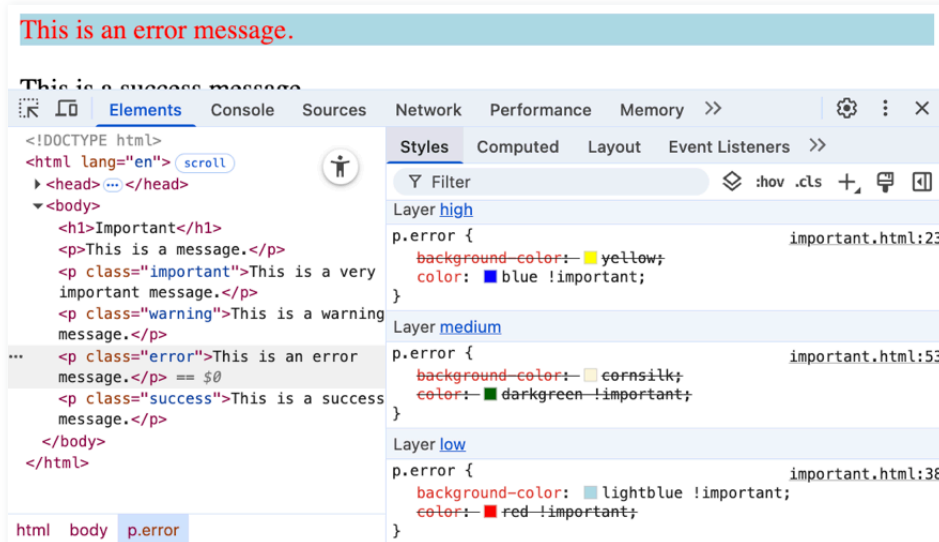 This is an error message.
This is a success message
Elements Console Sources Network Performance Memory
<!DOCTYPE html>
<html lang="en"> scroll
<head> ⋯ </head>
<body>
<h1>Important</h1>
<p>This is a message.</p>
<p class="important">This is a very
important message.</p>
<p class="warning">This is a warning
message.</p>
<p class="error">This is an error
message.</p> == $0
<p class="success">This is a success
message.</p>
</body>
</html>
html body p.error
Styles Computed Layout Event Listeners
Filter :hov .cls
Layer high
p.error {
important.html:23
background-color: yellow;
color: blue !important;
}
Layer medium
p.error {
important.html:53
background-color: cornsilk;
color: darkgreen !important;
}
Layer low
p.error {
important.html:38
background-color: lightblue !important;
color: red !important;
}